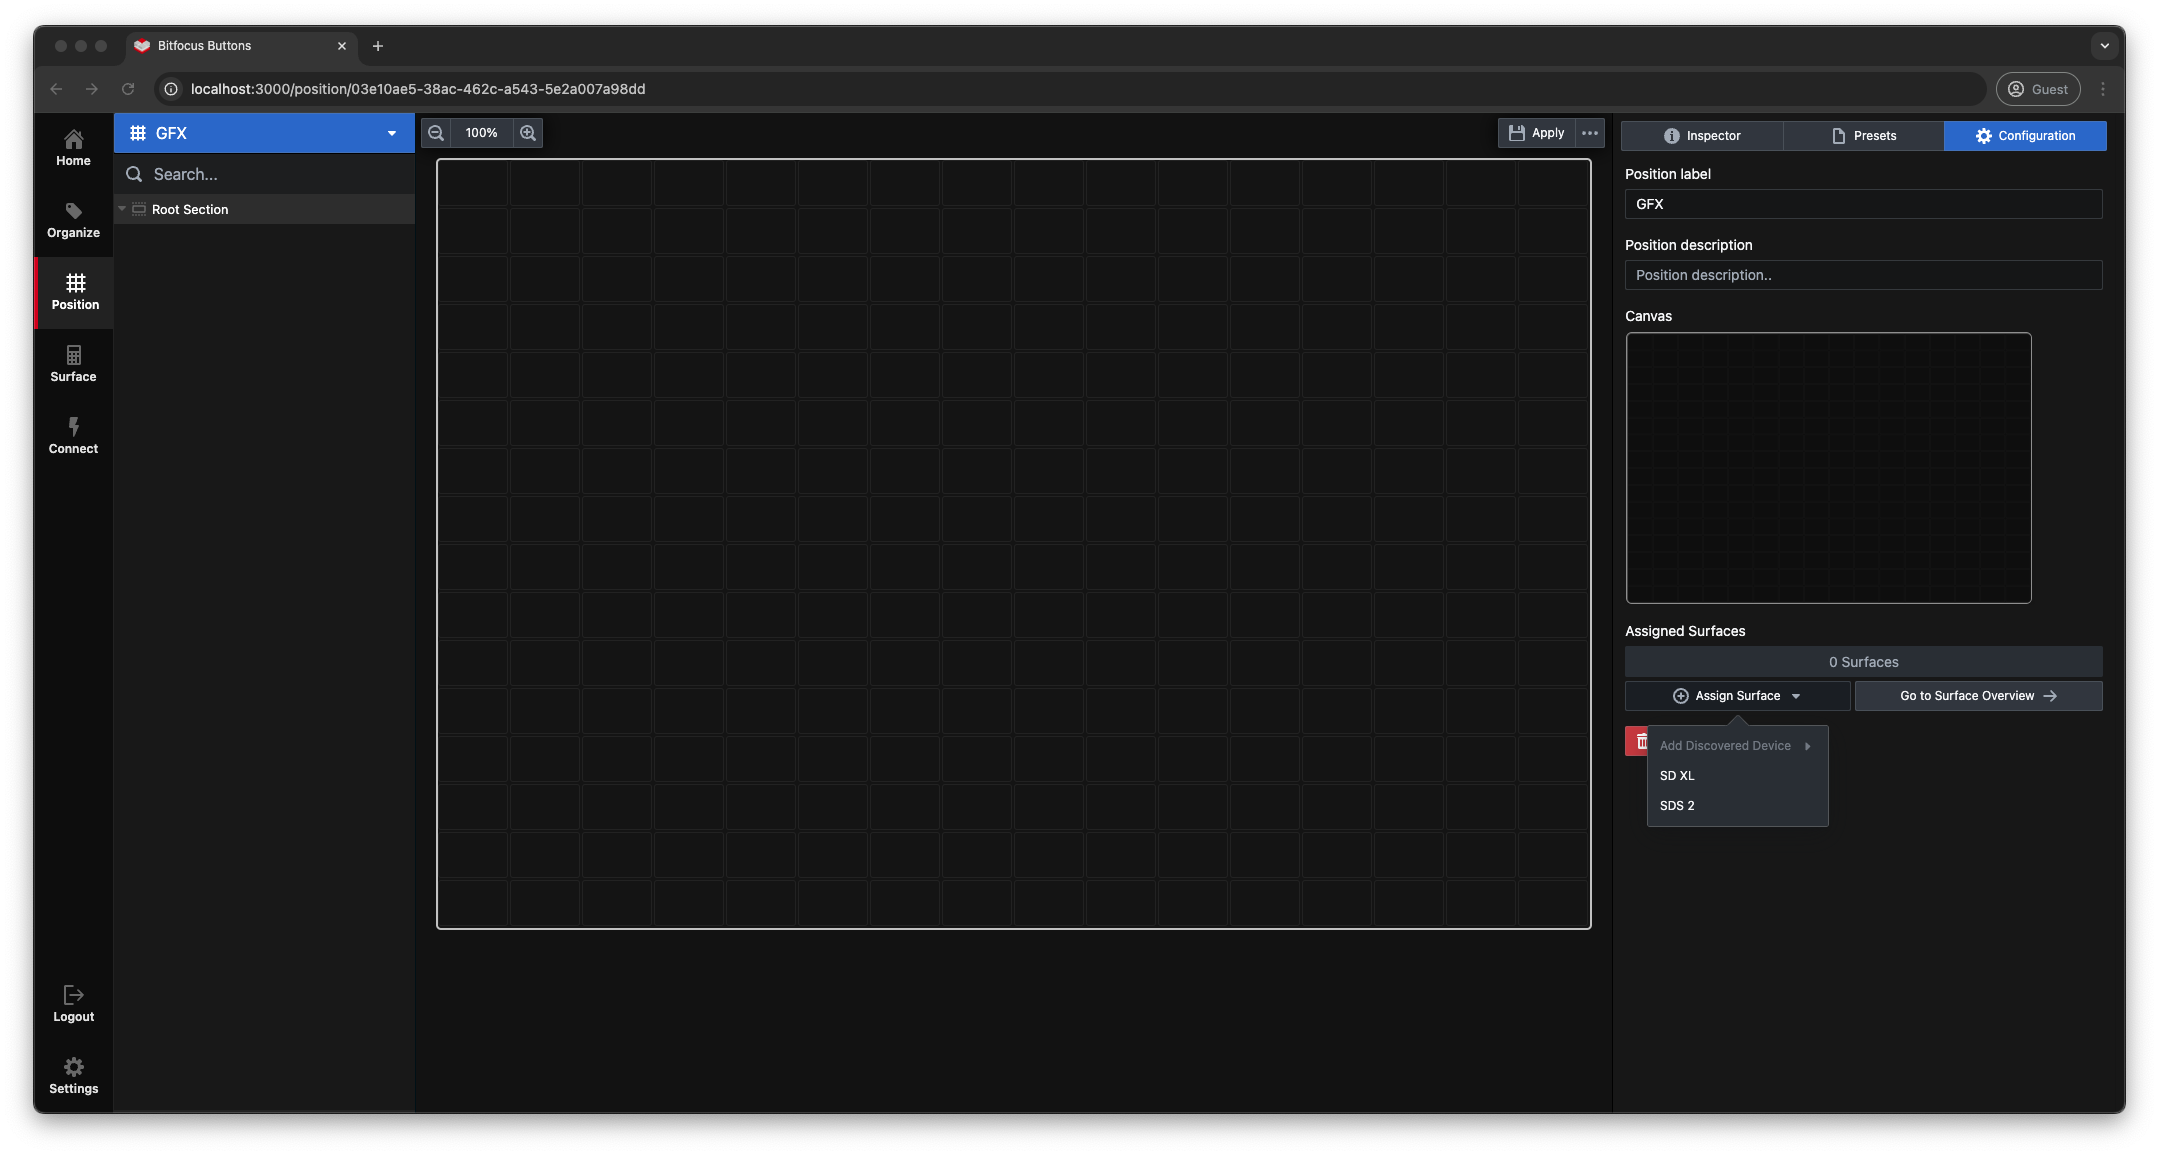 Bitfocus Buttons
localhost:3000/position/03e10ae5-38ac-462c-a543-5e2a007a98dd
Guest
Home
Organize
Position
Surface
Connect
Logout
Settings
GFX
Search...
Root Section
100%
Apply
Inspector
Presets
Configuration
Position label
GFX
Position description
Position description..
Canvas
Assigned Surfaces
0 Surfaces
Assign Surface
Go to Surface Overview
Add Discovered Device
SD XL
SDS 2